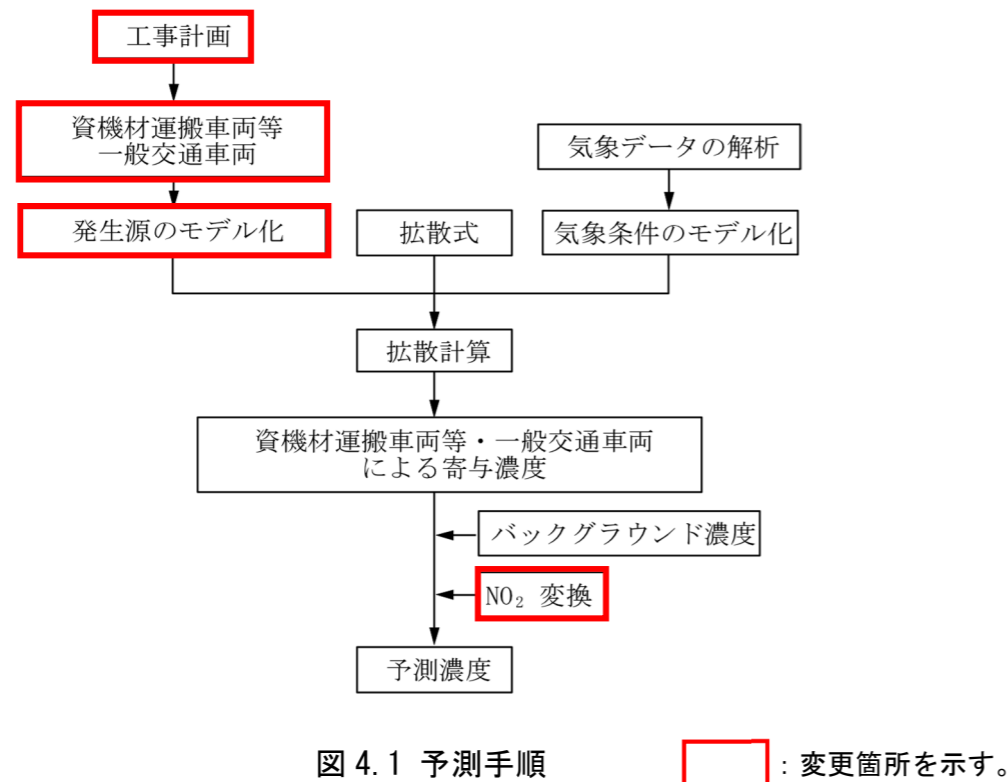 工事計画
資機材運搬車両等
一般交通車両
気象データの解析
発生源のモデル化
拡散式
気象条件のモデル化
拡散計算
資機材運搬車両等・一般交通車両
による寄与濃度
バックグラウンド濃度
NO₂ 変換
予測濃度
図 4.1 予測手順
：変更箇所を示す。